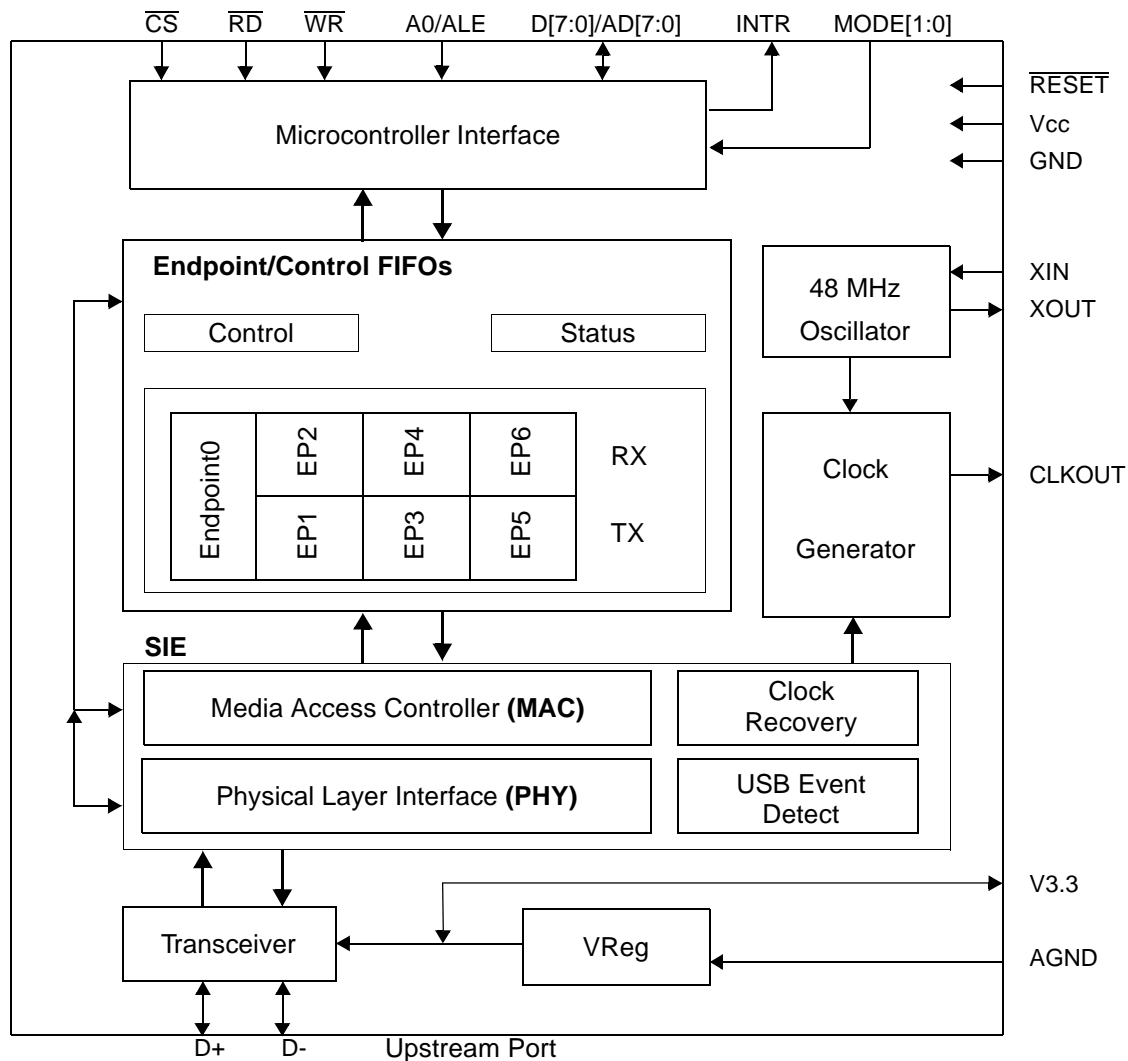 CS RD WR A0/ALE D[7:0]/AD[7:0] INTR MODE[1:0]
RESET
Vcc
GND
Microcontroller Interface
Endpoint/Control FIFOs
Control
Status
Endpoint0
EP2
EP4
EP6
RX
EP1
EP3
EP5
TX
48 MHz
Oscillator
XIN
XOUT
Clock
Generator
CLKOUT
SIE
Media Access Controller (MAC)
Clock
Recovery
Physical Layer Interface (PHY)
USB Event
Detect
Transceiver
VReg
V3.3
AGND
D+ D- Upstream Port